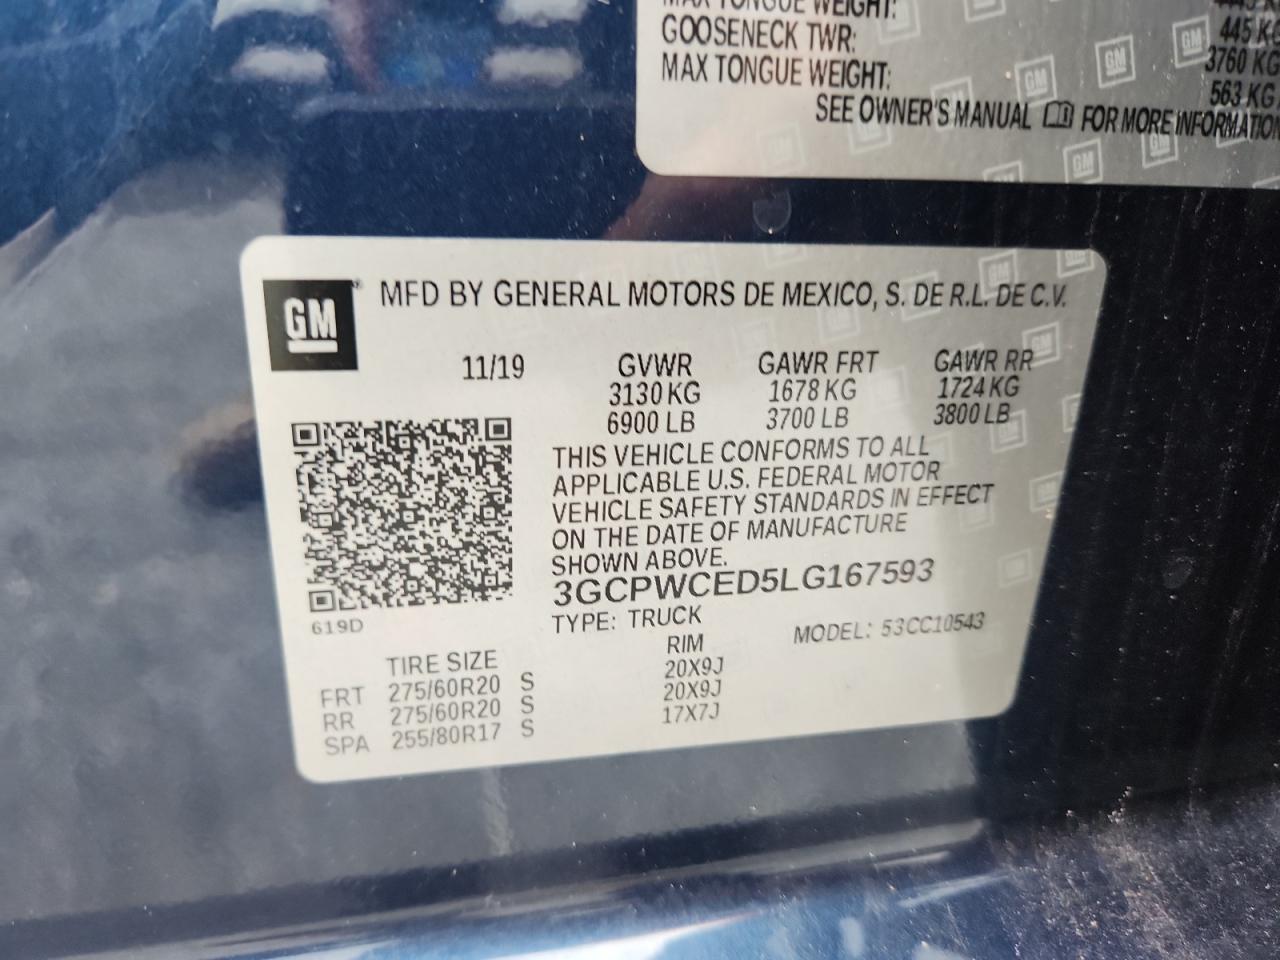 MAX TONGUE WEIGHT:
GOOSENECK TWR: 445 KG
MAX TONGUE WEIGHT: 3760 KG
563 KG
SEE OWNER'S MANUAL FOR MORE INFORMATION
GM
MFD BY GENERAL MOTORS DE MEXICO, S. DE R.L. DE C.V.
11/19 GVWR GAWR FRT GAWR RR
3130 KG 1678 KG 1724 KG
6900 LB 3700 LB 3800 LB
THIS VEHICLE CONFORMS TO ALL
APPLICABLE U.S. FEDERAL MOTOR
VEHICLE SAFETY STANDARDS IN EFFECT
ON THE DATE OF MANUFACTURE
SHOWN ABOVE.
3GCPWCED5LG167593
619D TYPE: TRUCK MODEL: 53CC10543
TIRE SIZE RIM
FRT 275/60R20 S 20X9J
RR 275/60R20 S 20X9J
SPA 255/80R17 S 17X7J